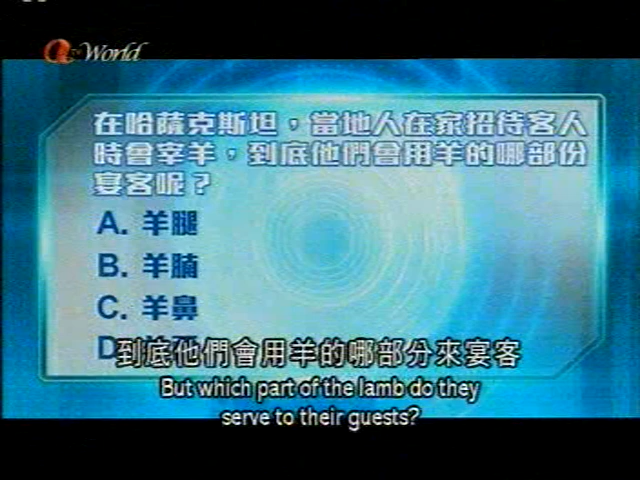 World
在哈薩克斯坦，當地人在家招待客人
時會宰羊，到底他們會用羊的哪部份
宴客呢？
A. 羊腿
B. 羊腩
C. 羊鼻
D
到底他們會用羊的哪部分來宴客
But which part of the lamb do they
serve to their guests?